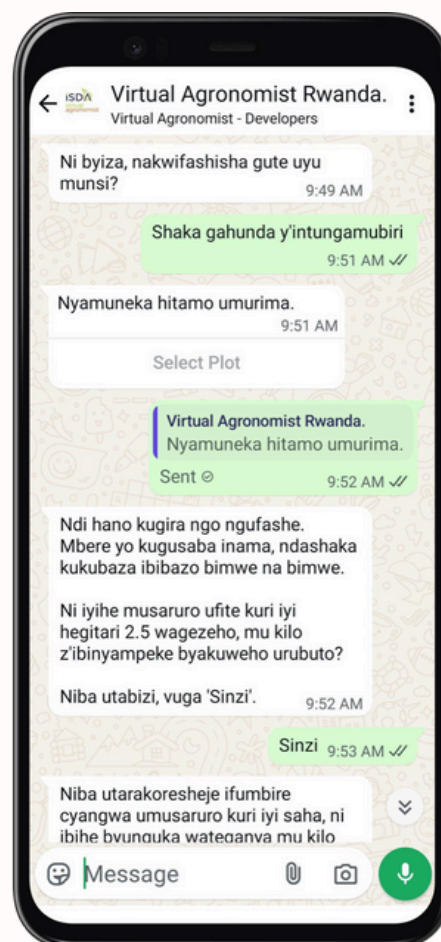 iSDA
Virtual Agronomist Rwanda.
Virtual Agronomist - Developers
Ni byiza, nakwifashisha gute uyu
munsi?
9:49 AM
Shaka gahunda y'intungamubiri
9:51 AM
Nyamuneka hitamo umurima.
9:51 AM
Select Plot
Virtual Agronomist Rwanda.
Nyamuneka hitamo umurima.
Sent
9:52 AM
Ndi hano kugira ngo ngufashe.
Mbere yo kugusaba inama, ndashaka
kukubaza ibibazo bimwe na bimwe.
Ni iyihe musaruro ufite kuri iyi
hegitari 2.5 wagezeho, mu kilo
z'ibinyampeke byakuweho urubuto?
Niba utabizi, vuga 'Sinzi'.
9:52 AM
Sinzi 9:53 AM
Niba utarakoresheje ifumbire
cyangwa umusaruro kuri iyi saha, ni
ibihe byunguka wateganya mu kilo
Message